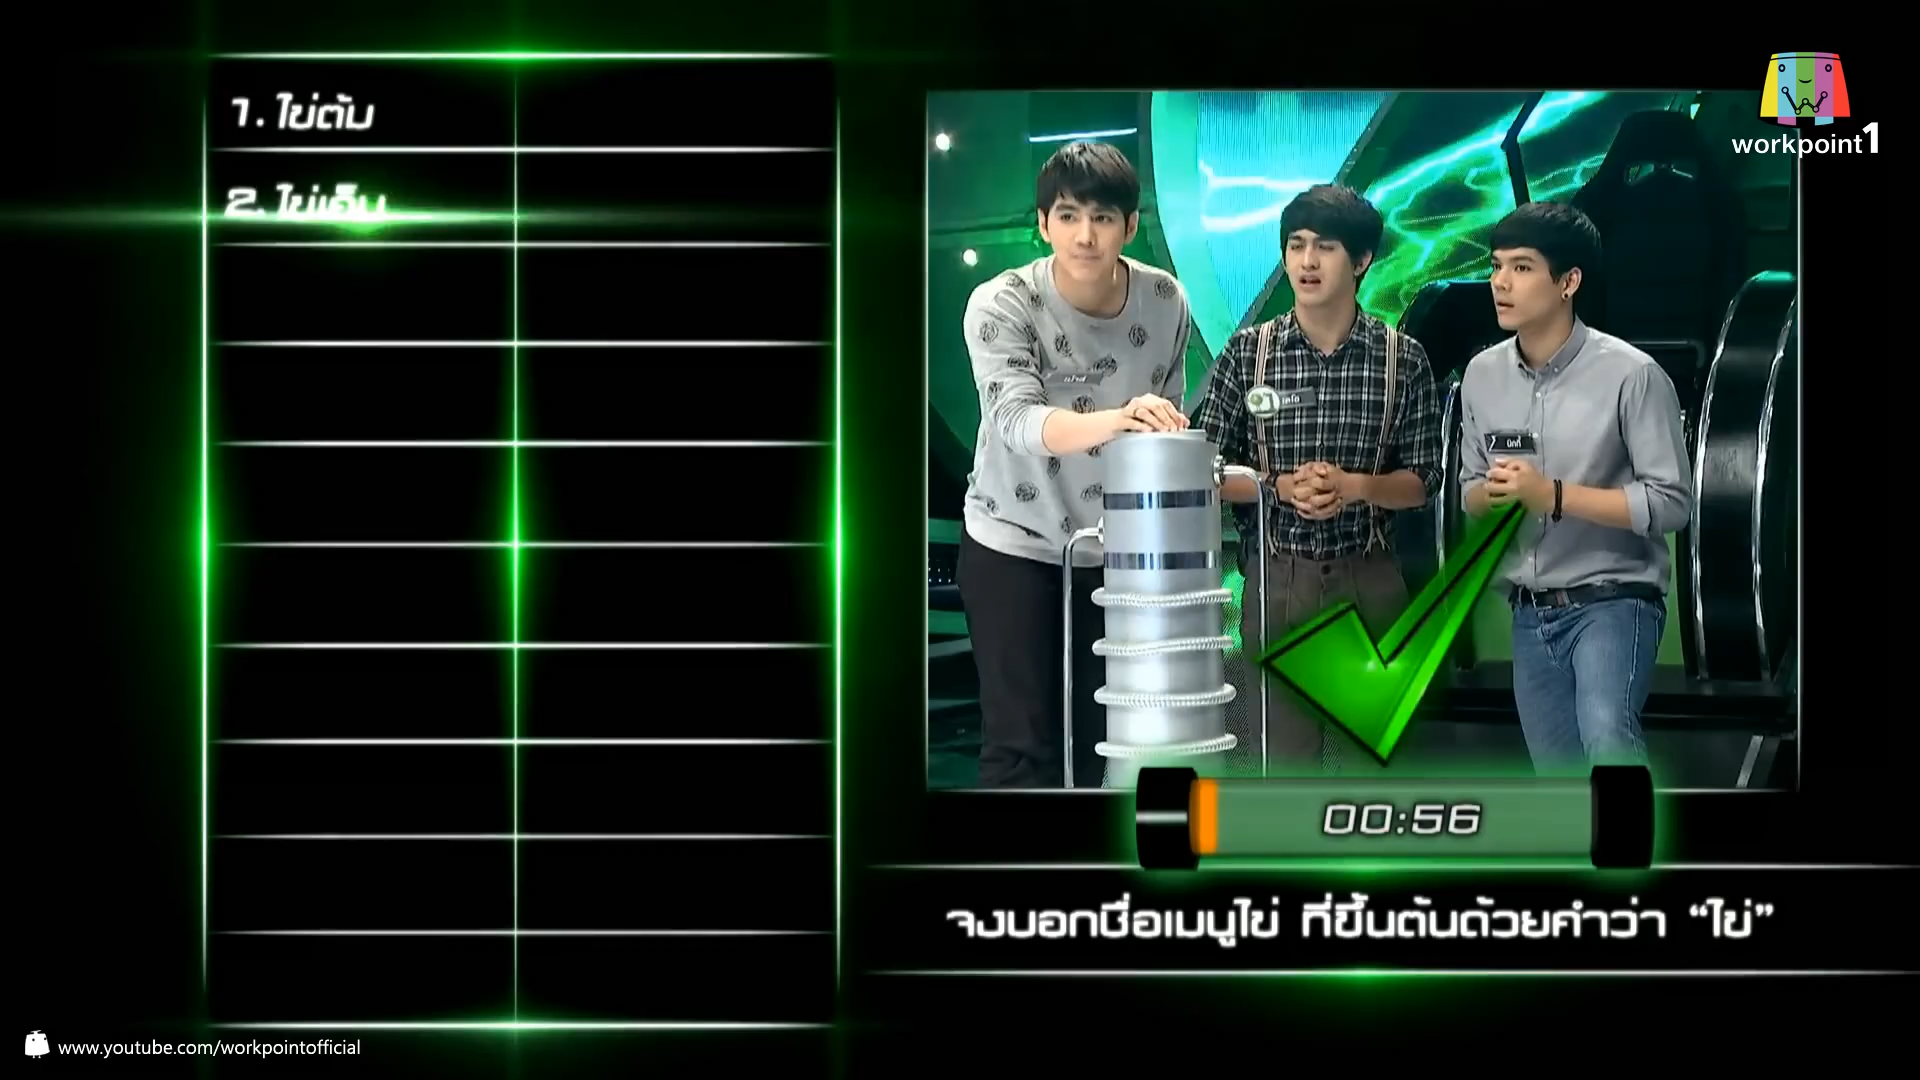 1. ไข่ต้ม
2. ไข่เค็ม
workpoint1
00:56
จงบอกชื่อเมนูไข่ ที่ขึ้นต้นด้วยคำว่า “ไข่”
www.youtube.com/workpointofficial